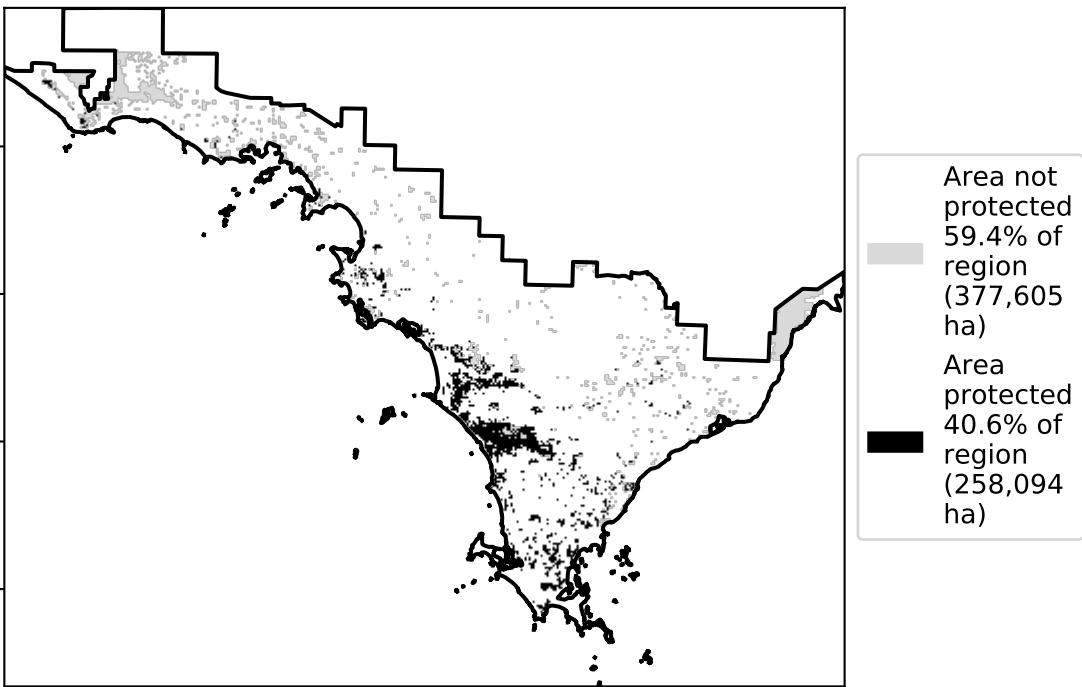 Area not
protected
59.4% of
region
(377,605
ha)
Area
protected
40.6% of
region
(258,094
ha)